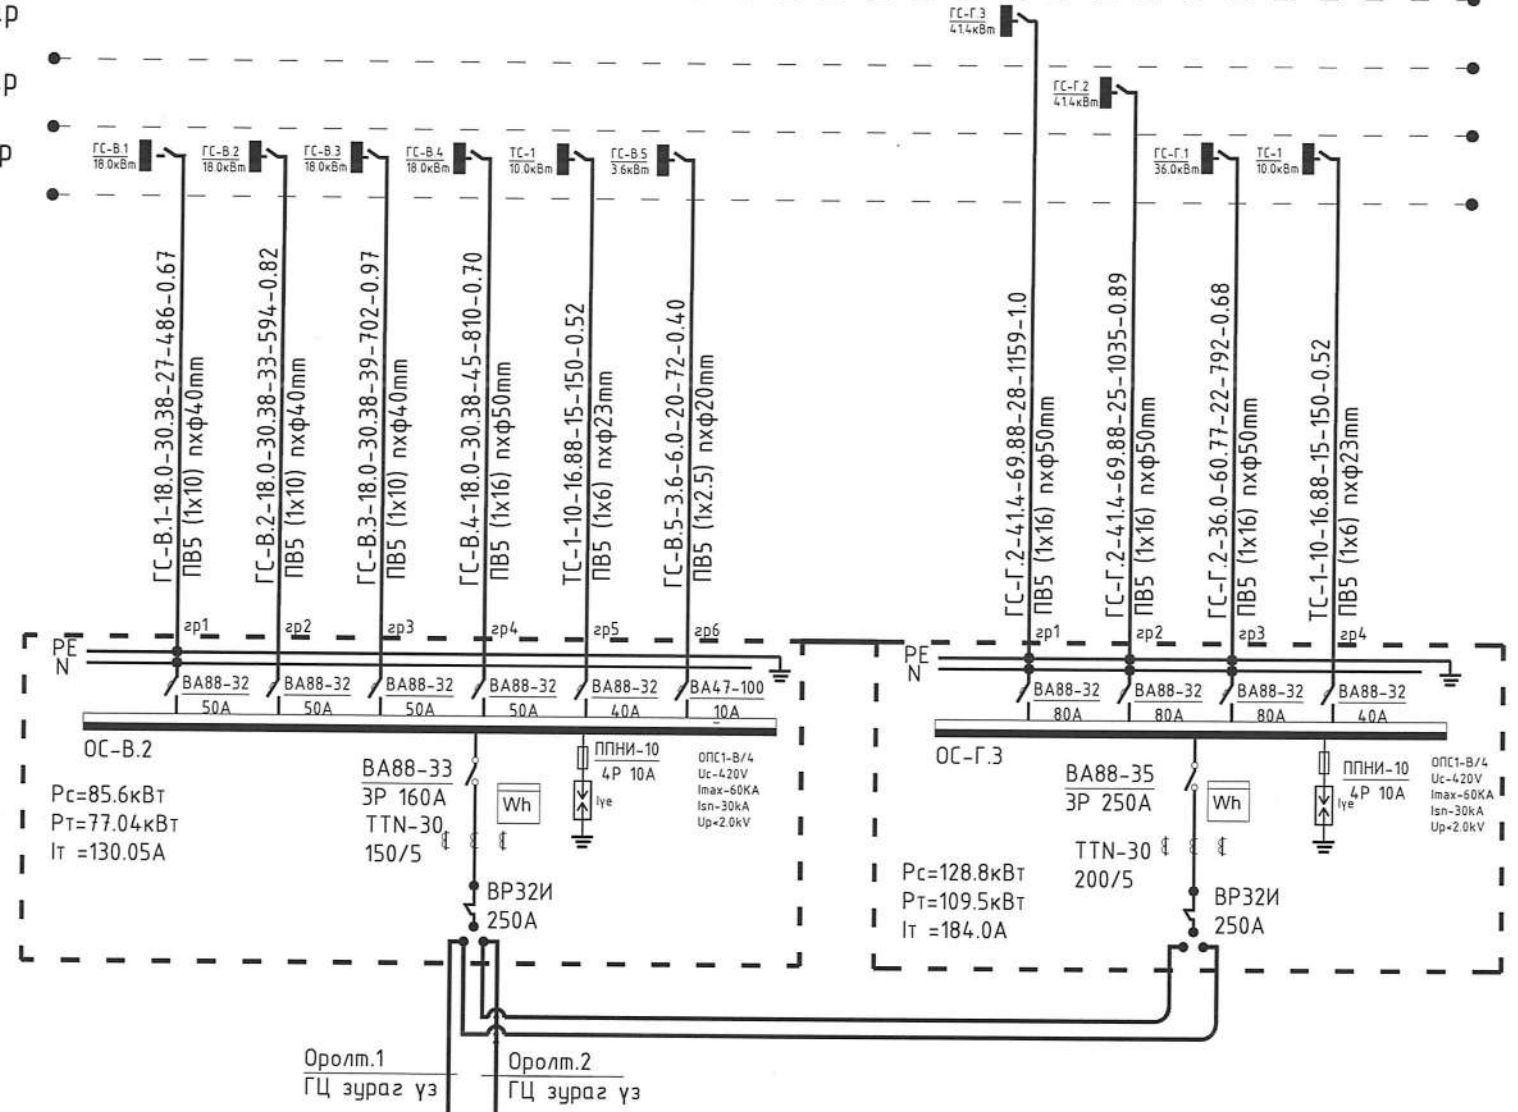 .р
р
р
ГС-Г.3
41.4кВт
ГС-Г.2
41.4кВт
ГС-В.1
18.0кВт
ГС-В.2
18.0кВт
ГС-В.3
18.0кВт
ГС-В.4
18.0кВт
ТС-1
10.0кВт
ГС-В.5
3.6кВт
ГС-Г.1
36.0кВт
ТС-1
10.0кВт
ГС-В.1-18.0-30.38-27-486-0.67
ПВ5 (1х10) пхф40mm
ГС-В.2-18.0-30.38-33-594-0.82
ПВ5 (1х10) пхф40mm
ГС-В.3-18.0-30.38-39-702-0.97
ПВ5 (1х10) пхф40mm
ГС-В.4-18.0-30.38-45-810-0.70
ПВ5 (1х16) пхф50mm
ТС-1-10-16.88-15-150-0.52
ПВ5 (1х6) пхф23mm
ГС-В.5-3.6-6.0-20-72-0.40
ПВ5 (1х2.5) пхф20mm
ГС-Г.2-41.4-69.88-28-1159-1.0
ПВ5 (1х16) пхф50mm
ГС-Г.2-41.4-69.88-25-1035-0.89
ПВ5 (1х16) пхф50mm
ГС-Г.2-36.0-60.77-22-792-0.68
ПВ5 (1х16) пхф50mm
ТС-1-10-16.88-15-150-0.52
ПВ5 (1х6) пхф23mm
PE
N
гр1
гр2
гр3
гр4
гр5
гр6
ВА88-32
50А
ВА88-32
50А
ВА88-32
50А
ВА88-32
50А
ВА88-32
40А
ВА47-100
10А
ОС-В.2
Рс=85.6кВт
Рт=77.04кВт
Iт =130.05А
ВА88-33
3Р 160А
TTN-30
150/5
Wh
ППНИ-10
4Р 10А
Iуе
ОПС1-В/4
Uc-420V
Imax-60KA
Isn-30kA
Up<2.0kV
ВР32И
250А
PE
N
гр1
гр2
гр3
гр4
ВА88-32
80А
ВА88-32
80А
ВА88-32
80А
ВА88-32
40А
ОС-Г.3
Рс=128.8кВт
Рт=109.5кВт
Iт =184.0А
ВА88-35
3Р 250А
TTN-30
200/5
Wh
ППНИ-10
4Р 10А
Iуе
ОПС1-В/4
Uc-420V
Imax-60KA
Isn-30kA
Up<2.0kV
ВР32И
250А
Оролт.1
ГЦ зураг үз
Оролт.2
ГЦ зураг үз